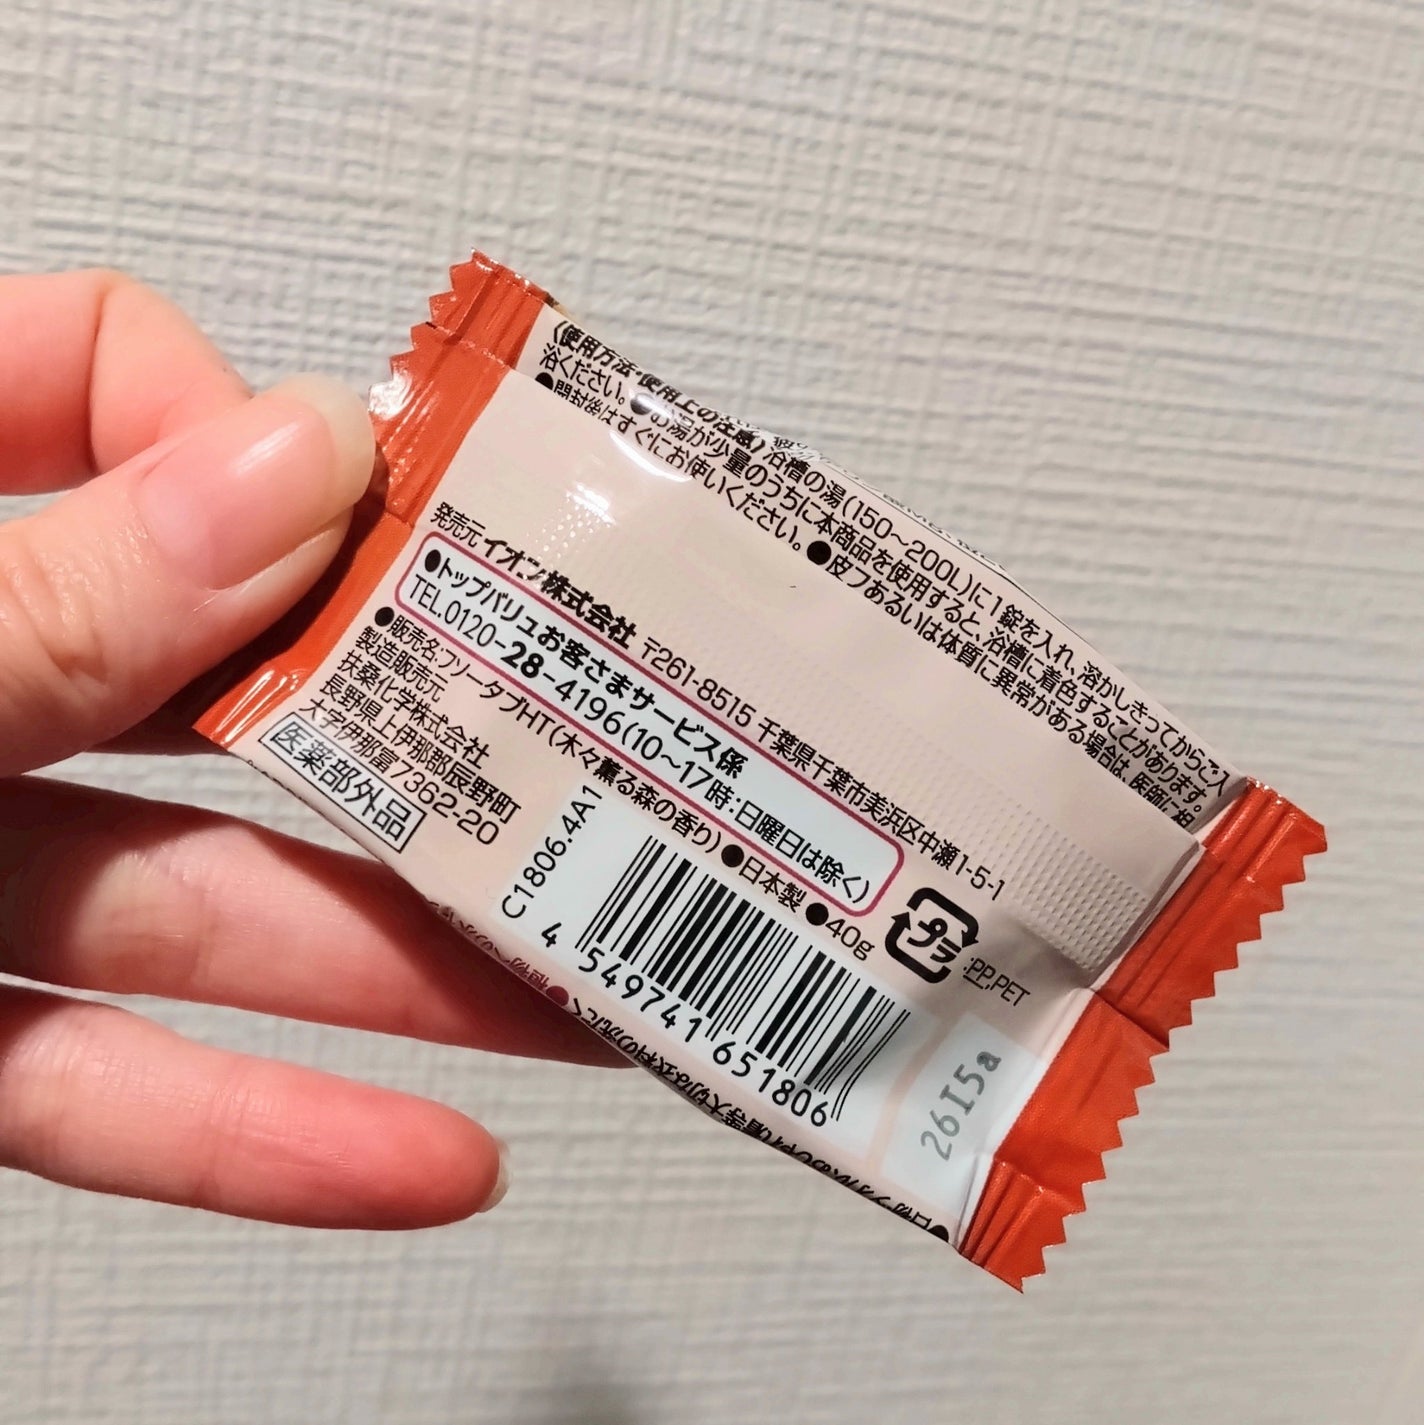 〈使用方法・使用上の注意〉浴槽の湯(150〜200L)に1錠を入れ、溶かしきってからご入
浴ください。●お湯が少量のうちに本商品を使用すると、浴槽に着色することがあります。
●開封後はすぐにお使いください。●皮フあるいは体質に異常がある場合は、医師に相
発売元 イオン株式会社 〒261-8515 千葉県千葉市美浜区中瀬1-5-1
●トップバリュお客さまサービス係
TEL.0120-28-4196(10〜17時:日曜日は除く)
●販売名:フソータブHT(木々薫る森の香り)●日本製●40g
製造販売元
扶桑化学株式会社
長野県上伊那郡辰野町
大字伊那富7362-20
医薬部外品
C1806.4A1
4 549741 651806
プラ
:PP,PET
26I5a